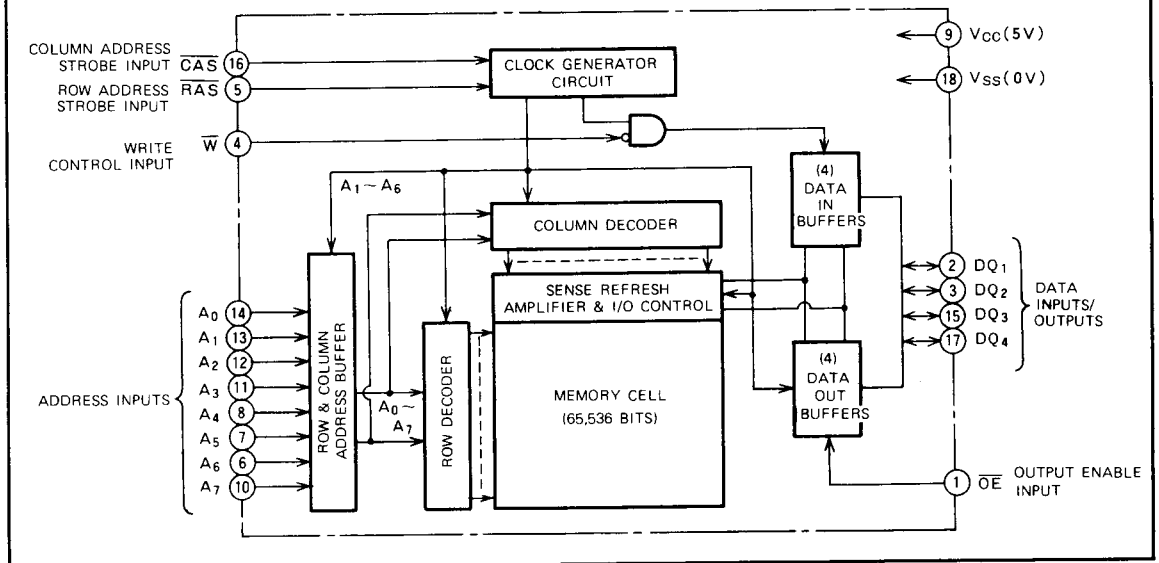 COLUMN ADDRESS
STROBE INPUT
C̅A̅S̅
16
ROW ADDRESS
STROBE INPUT
R̅A̅S̅
5
WRITE
CONTROL INPUT
W̅
4
CLOCK GENERATOR
CIRCUIT
9
VCC(5V)
18
VSS(0V)
A1~A6
COLUMN DECODER
SENSE REFRESH
AMPLIFIER & I/O CONTROL
MEMORY CELL
(65,536 BITS)
(4)
DATA
IN
BUFFERS
(4)
DATA
OUT
BUFFERS
2 DQ1
3 DQ2
15 DQ3
17 DQ4
DATA
INPUTS/
OUTPUTS
ADDRESS INPUTS
A0 14
A1 13
A2 12
A3 11
A4 8
A5 7
A6 6
A7 10
ROW & COLUMN
ADDRESS BUFFER
A0~
A7
ROW DECODER
1
O̅E̅
OUTPUT ENABLE
INPUT